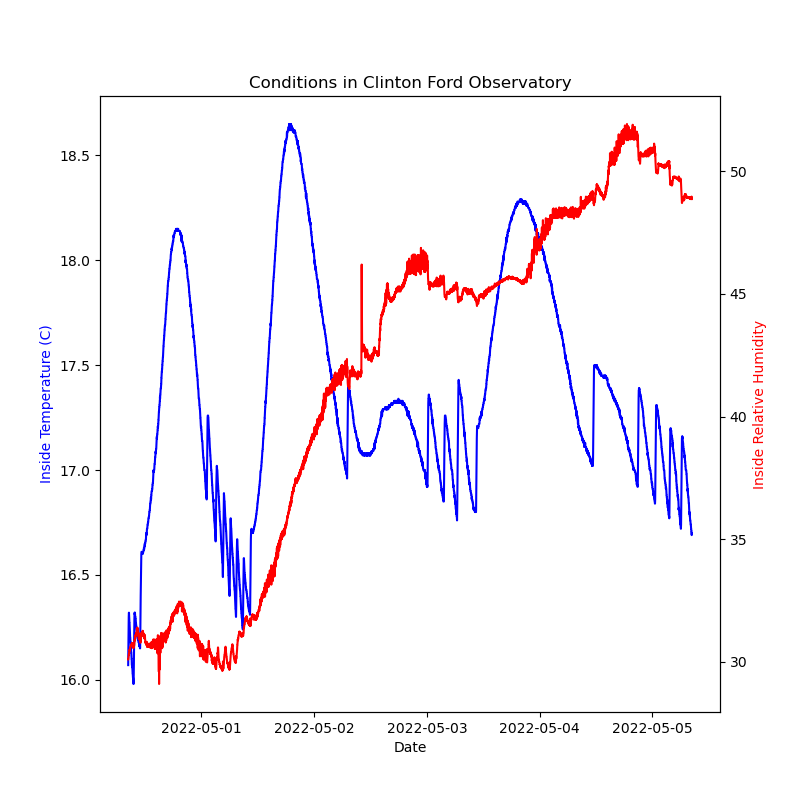 Conditions in Clinton Ford Observatory
18.5
18.0
17.5
17.0
16.5
16.0
Inside Temperature (C)
50
45
40
35
30
Inside Relative Humidity
2022-05-01 2022-05-02 2022-05-03 2022-05-04 2022-05-05
Date